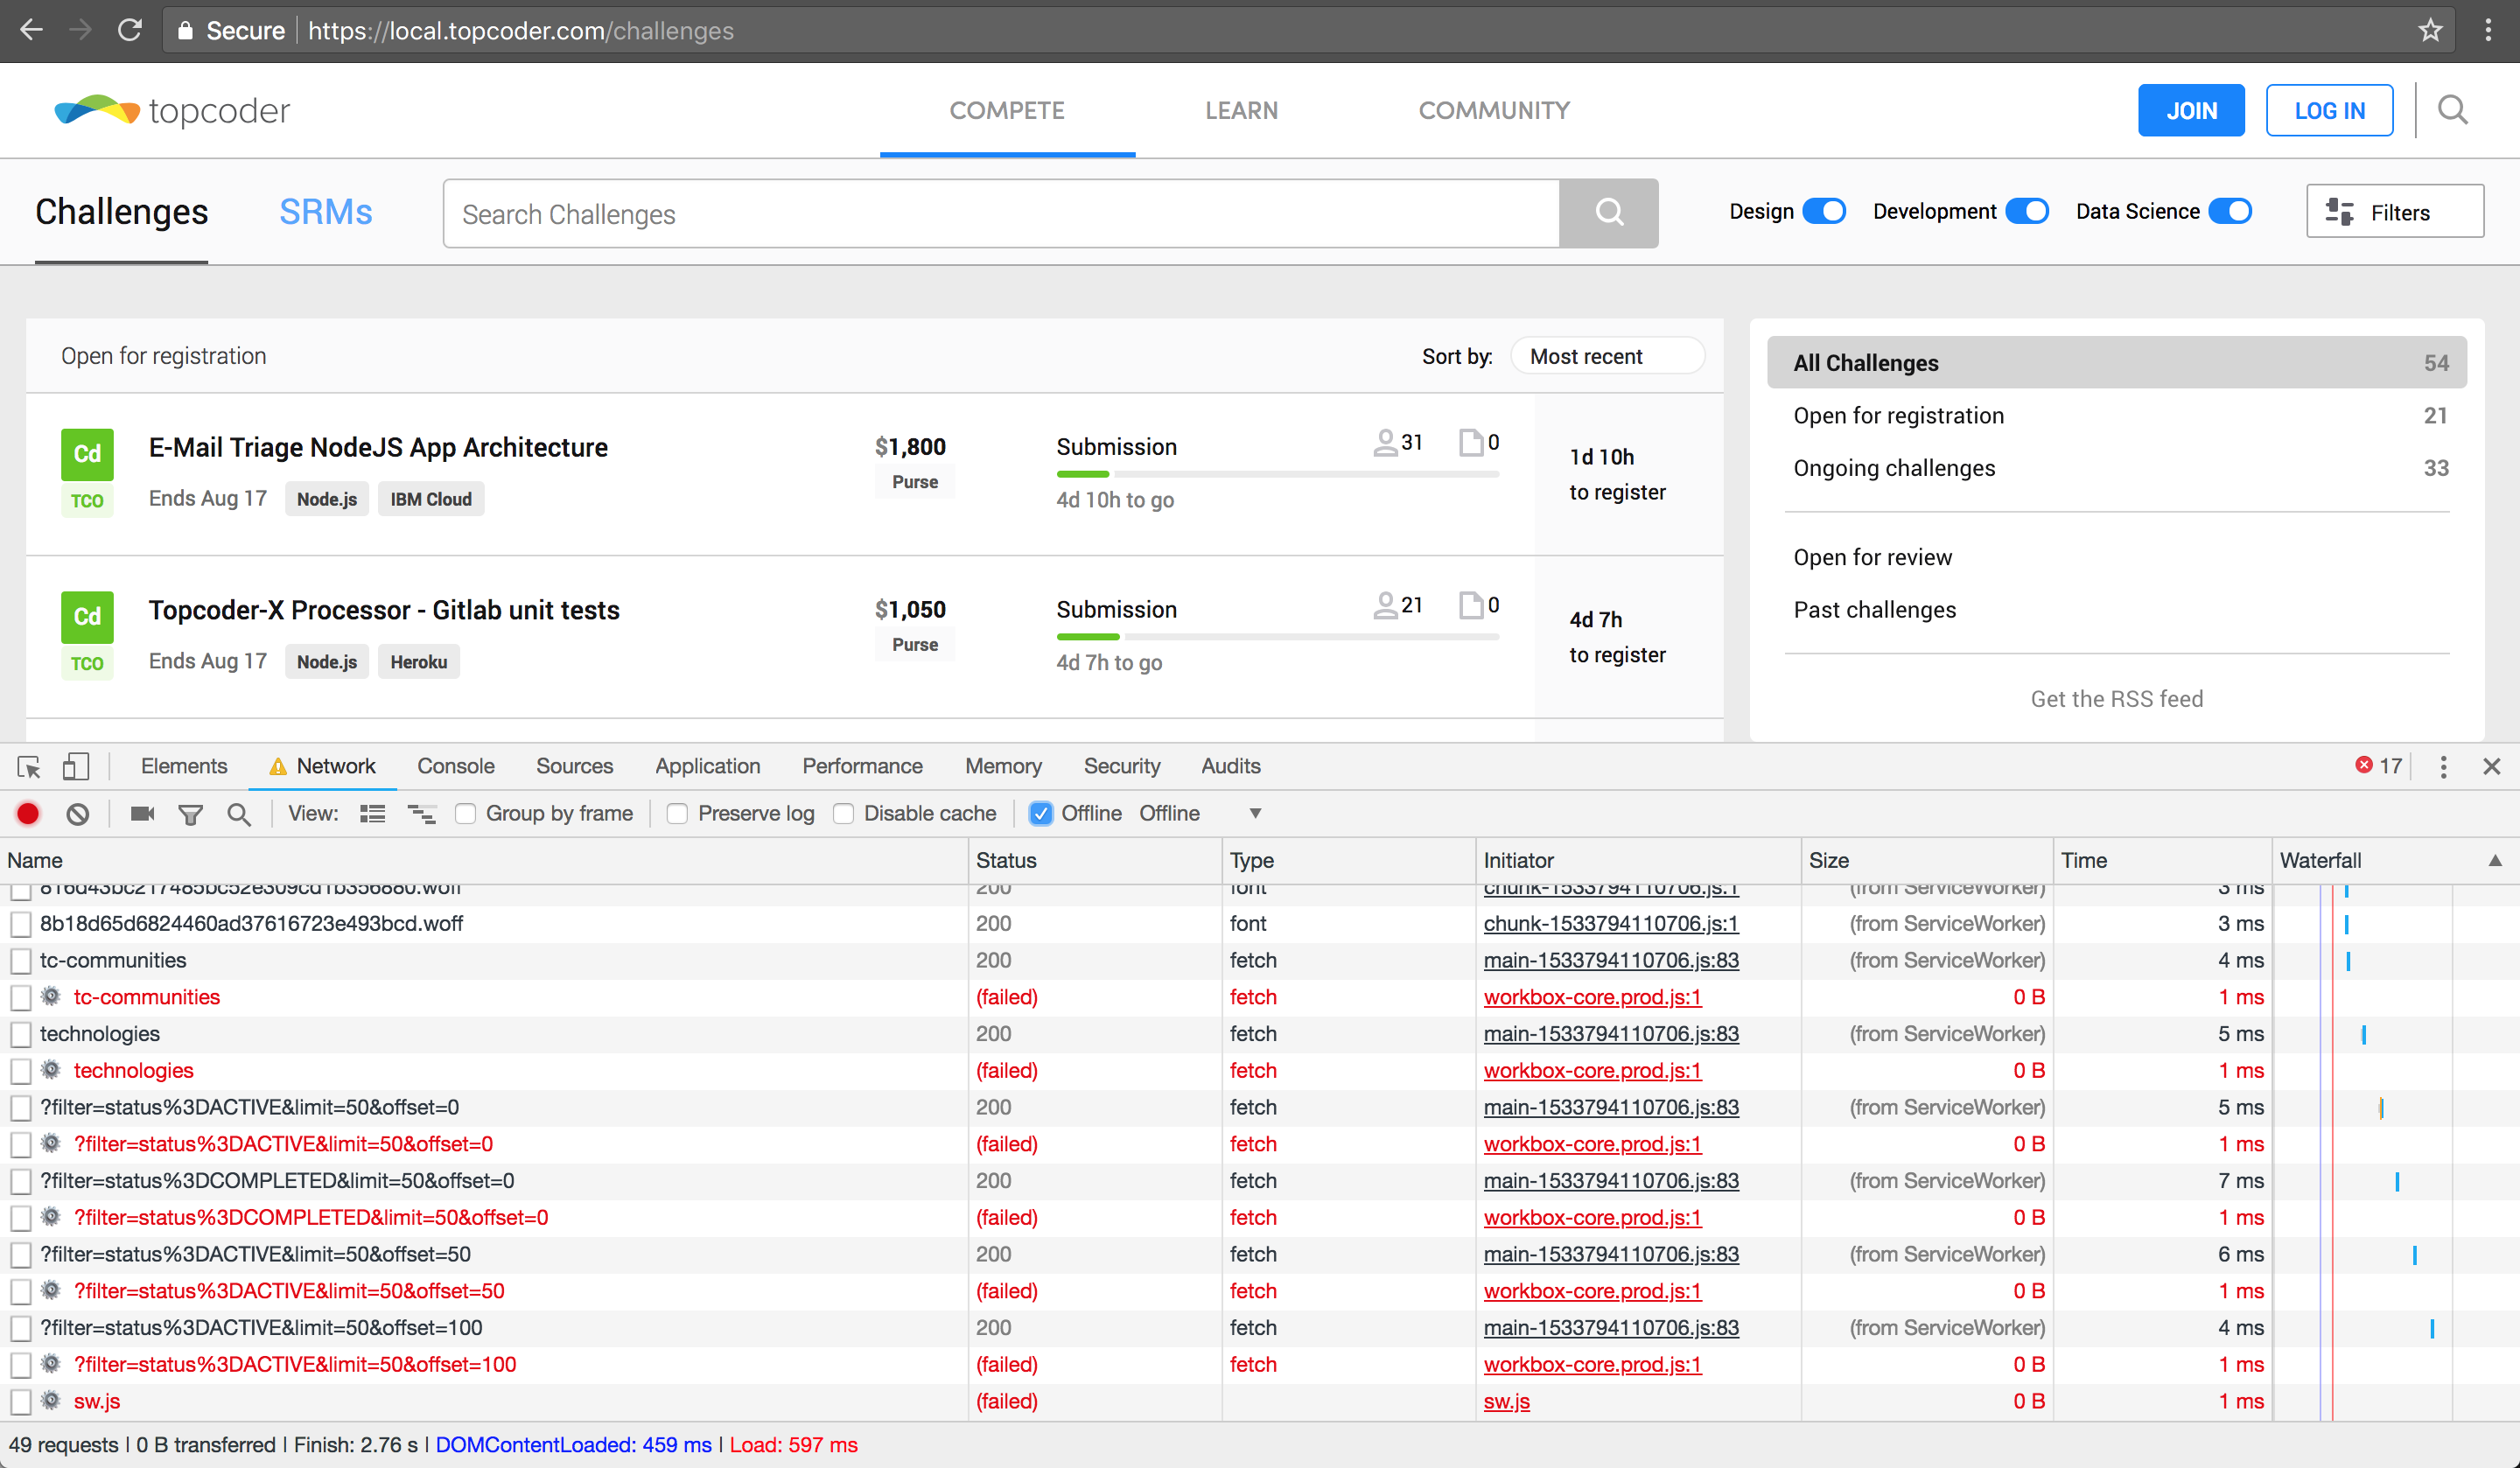 Secure https://local.topcoder.com/challenges
topcoder COMPETE LEARN COMMUNITY JOIN LOG IN
Challenges SRMs Search Challenges Design Development Data Science Filters
Open for registration Sort by: Most recent
Cd E-Mail Triage NodeJS App Architecture $1,800 Submission 31 0 1d 10h
TCO Ends Aug 17 Node.js IBM Cloud Purse 4d 10h to go to register
Cd Topcoder-X Processor - Gitlab unit tests $1,050 Submission 21 0 4d 7h
TCO Ends Aug 17 Node.js Heroku Purse 4d 7h to go to register
All Challenges 54
Open for registration 21
Ongoing challenges 33
Open for review
Past challenges
Get the RSS feed
Elements Network Console Sources Application Performance Memory Security Audits 17
View: Group by frame Preserve log Disable cache Offline Offline
Name Status Type Initiator Size Time Waterfall
200 font chunk-1533794110706.js:1 (from ServiceWorker) 3 ms
8b18d65d6824460ad37616723e493bcd.woff 200 font chunk-1533794110706.js:1 (from ServiceWorker) 3 ms
tc-communities 200 fetch main-1533794110706.js:83 (from ServiceWorker) 4 ms
tc-communities (failed) fetch workbox-core.prod.js:1 0 B 1 ms
technologies 200 fetch main-1533794110706.js:83 (from ServiceWorker) 5 ms
technologies (failed) fetch workbox-core.prod.js:1 0 B 1 ms
?filter=status%3DACTIVE&limit=50&offset=0 200 fetch main-1533794110706.js:83 (from ServiceWorker) 5 ms
?filter=status%3DACTIVE&limit=50&offset=0 (failed) fetch workbox-core.prod.js:1 0 B 1 ms
?filter=status%3DCOMPLETED&limit=50&offset=0 200 fetch main-1533794110706.js:83 (from ServiceWorker) 7 ms
?filter=status%3DCOMPLETED&limit=50&offset=0 (failed) fetch workbox-core.prod.js:1 0 B 1 ms
?filter=status%3DACTIVE&limit=50&offset=50 200 fetch main-1533794110706.js:83 (from ServiceWorker) 6 ms
?filter=status%3DACTIVE&limit=50&offset=50 (failed) fetch workbox-core.prod.js:1 0 B 1 ms
?filter=status%3DACTIVE&limit=50&offset=100 200 fetch main-1533794110706.js:83 (from ServiceWorker) 4 ms
?filter=status%3DACTIVE&limit=50&offset=100 (failed) fetch workbox-core.prod.js:1 0 B 1 ms
sw.js (failed) sw.js 0 B 1 ms
49 requests | 0 B transferred | Finish: 2.76 s | DOMContentLoaded: 459 ms | Load: 597 ms